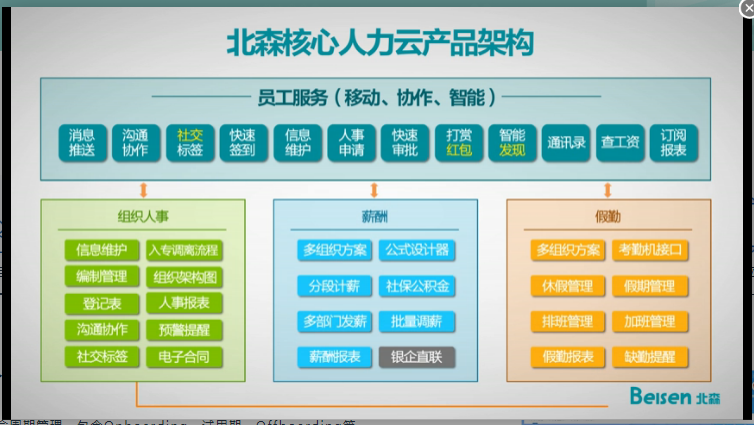 北森核心人力云产品架构
员工服务（移动、协作、智能）
消息推送
沟通协作
社交标签
快速签到
信息维护
人事申请
快速审批
打赏红包
智能发现
通讯录
查工资
订阅报表
组织人事
信息维护
入专调离流程
编制管理
组织架构图
登记表
人事报表
沟通协作
预警提醒
社交标签
电子合同
薪酬
多组织方案
公式设计器
分段计薪
社保公积金
多部门发薪
批量调薪
薪酬报表
银企直联
假勤
多组织方案
考勤机接口
休假管理
假期管理
排班管理
加班管理
假勤报表
缺勤提醒
Beisen 北森